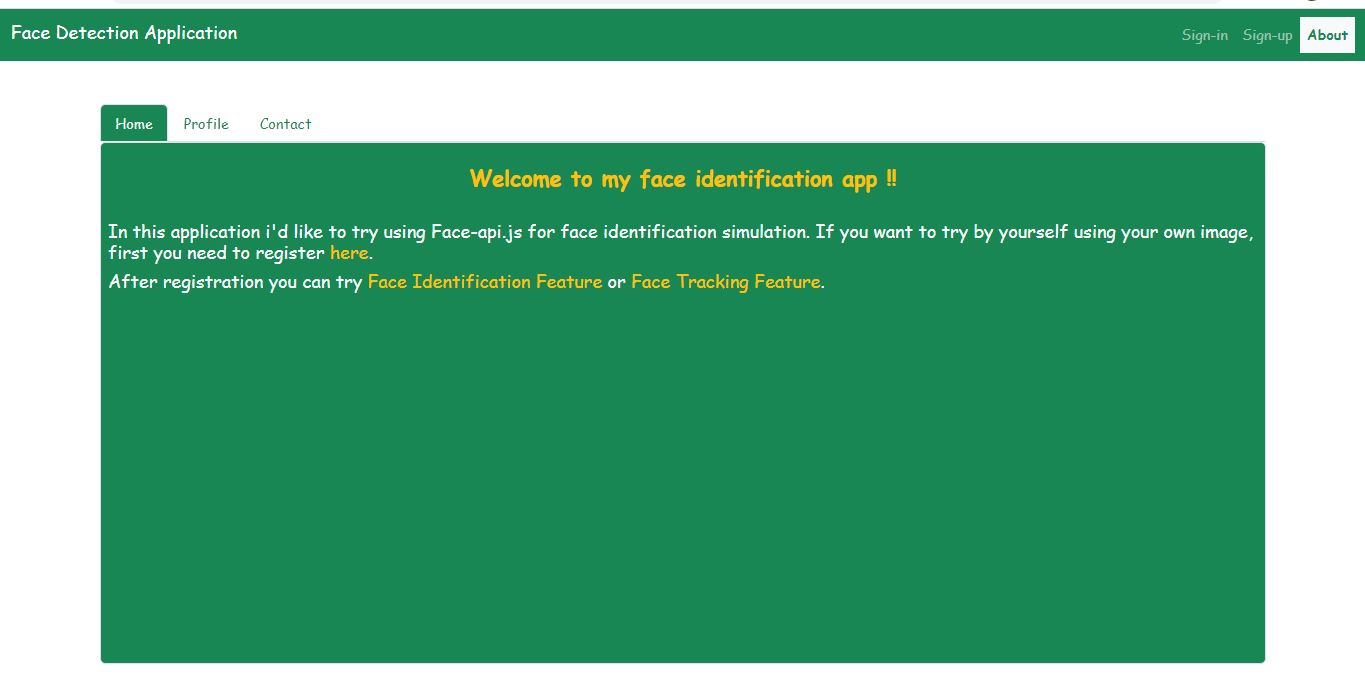 Face Detection Application
Sign-in Sign-up About
Home Profile Contact
Welcome to my face identification app !!
In this application i'd like to try using Face-api.js for face identification simulation. If you want to try by yourself using your own image,
first you need to register here.
After registration you can try Face Identification Feature or Face Tracking Feature.